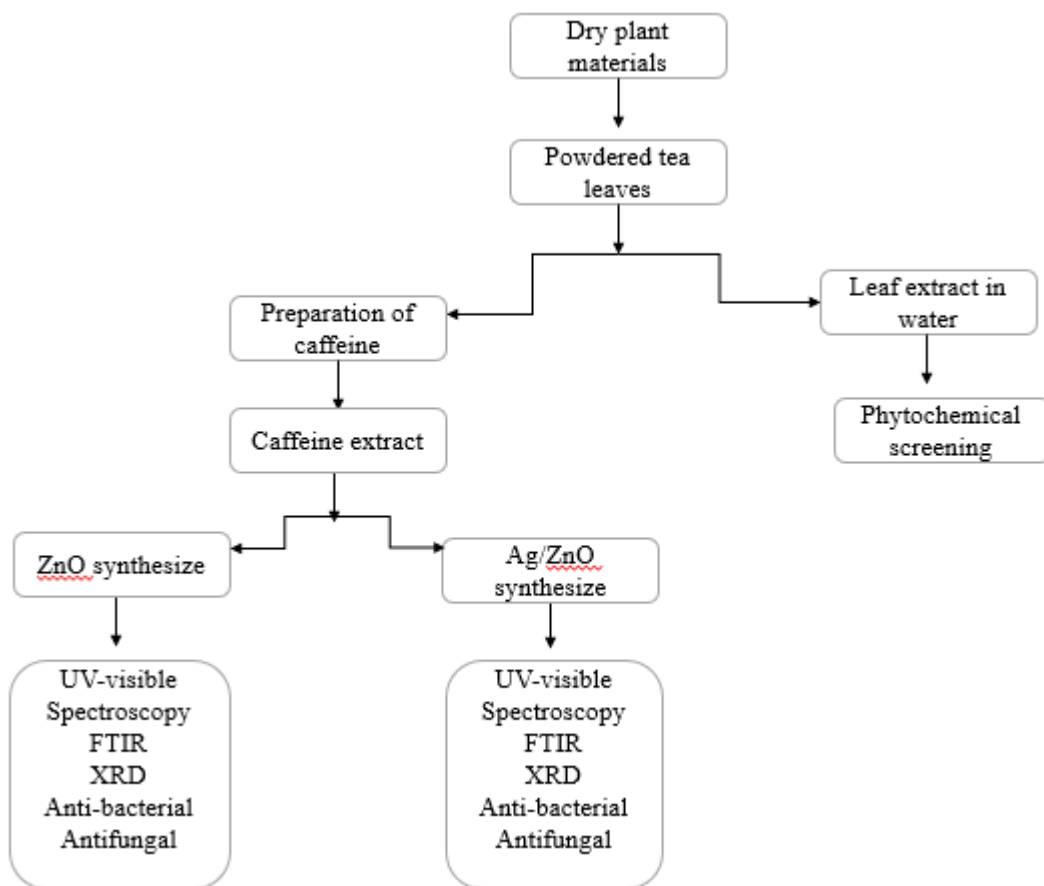 Dry plant
materials
Powdered tea
leaves
Preparation of
caffeine
Leaf extract in
water
Caffeine extract
Phytochemical
screening
ZnO synthesize
Ag/ZnO
synthesize
UV-visible
Spectroscopy
FTIR
XRD
Anti-bacterial
Antifungal
UV-visible
Spectroscopy
FTIR
XRD
Anti-bacterial
Antifungal